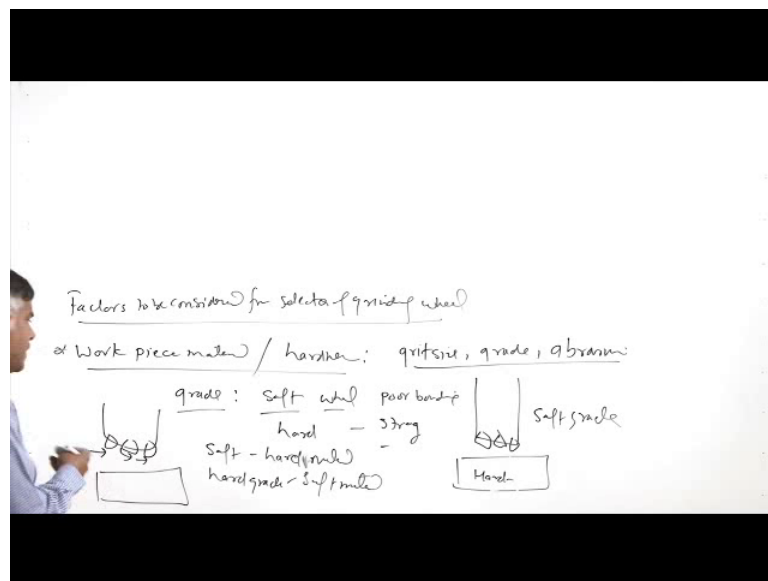 Factors to be considered for selection of grinding wheel
Work piece material / hardness: gritsize, grade, abrasive
grade: soft wheel poor bonding
hard - strong
soft - hard material
hard grade - soft material
soft grade
Hard